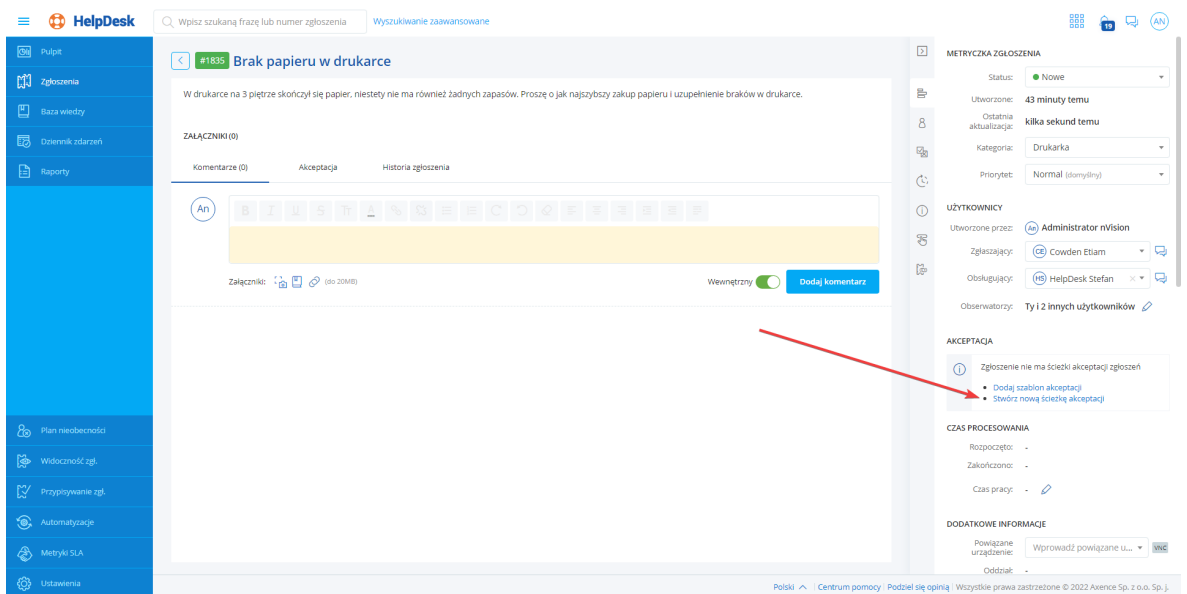 HelpDesk
Wpisz szukaną frazę lub numer zgłoszenia
Wyszukiwanie zaawansowane
19
AN
Pulpit
Zgłoszenia
Baza wiedzy
Dziennik zdarzeń
Raporty
Plan nieobecności
Widoczność zgł.
Przypisywanie zgł.
Automatyzacje
Metryki SLA
Ustawienia
#1835 Brak papieru w drukarce
W drukarce na 3 piętrze skończył się papier, niestety nie ma również żadnych zapasów. Proszę o jak najszybszy zakup papieru i uzupełnienie braków w drukarce.
ZAŁĄCZNIKI (0)
Komentarze (0) Akceptacja Historia zgłoszenia
An
B I U S Tr A
Załączniki: (do 20MB)
Wewnętrzny Dodaj komentarz
METRYCZKA ZGŁOSZENIA
Status: Nowe
Utworzone: 43 minuty temu
Ostatnia
aktualizacja: kilka sekund temu
Kategoria: Drukarka
Priorytet: Normal (domyślny)
UŻYTKOWNICY
Utworzone przez: An Administrator nVision
Zgłaszający: CE Cowden Etiam
Obsługujący: HS HelpDesk Stefan
Obserwatorzy: Ty i 2 innych użytkowników
AKCEPTACJA
Zgłoszenie nie ma ścieżki akceptacji zgłoszeń
Dodaj szablon akceptacji
Stwórz nową ścieżkę akceptacji
CZAS PROCESOWANIA
Rozpoczęto: -
Zakończono: -
Czas pracy: -
DODATKOWE INFORMACJE
Powiązane
urządzenie: Wprowadź powiązane u... VNC
Oddział: -
Polski Centrum pomocy Podziel się opinią Wszystkie prawa zastrzeżone © 2022 Axence Sp. z o.o. Sp. j.